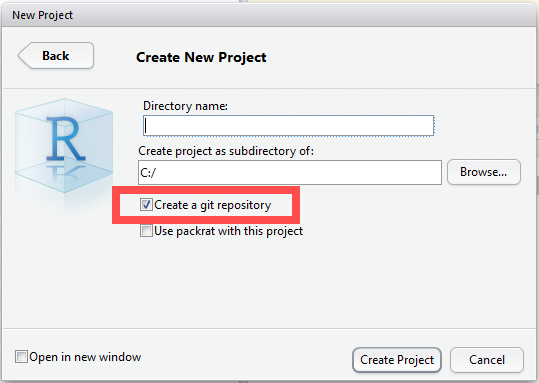 New Project
Back
Create New Project
R
Directory name:
Create project as subdirectory of:
C:/
Browse...
Create a git repository
Use packrat with this project
Open in new window
Create Project
Cancel